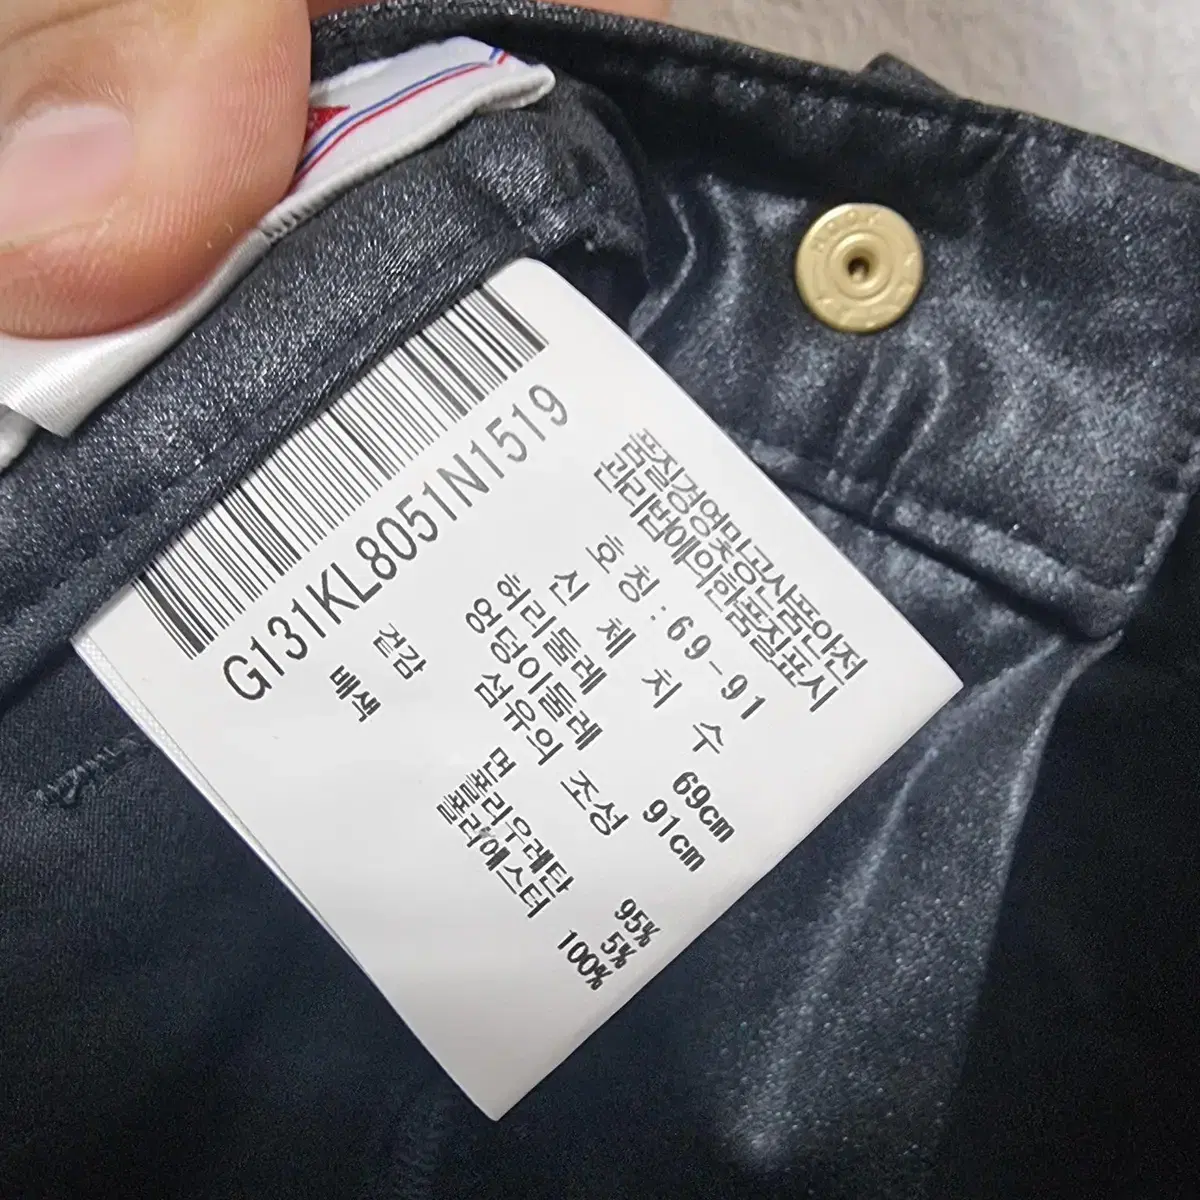 G131KL8051N1519
품질경영및공산품안전
관리법에의한품질표시
호칭 : 69-91
신체치수
허리둘레 69cm
엉덩이둘레 91cm
섬유의 조성
겉감 면 95%
폴리우레탄 5%
배색 폴리에스터 100%